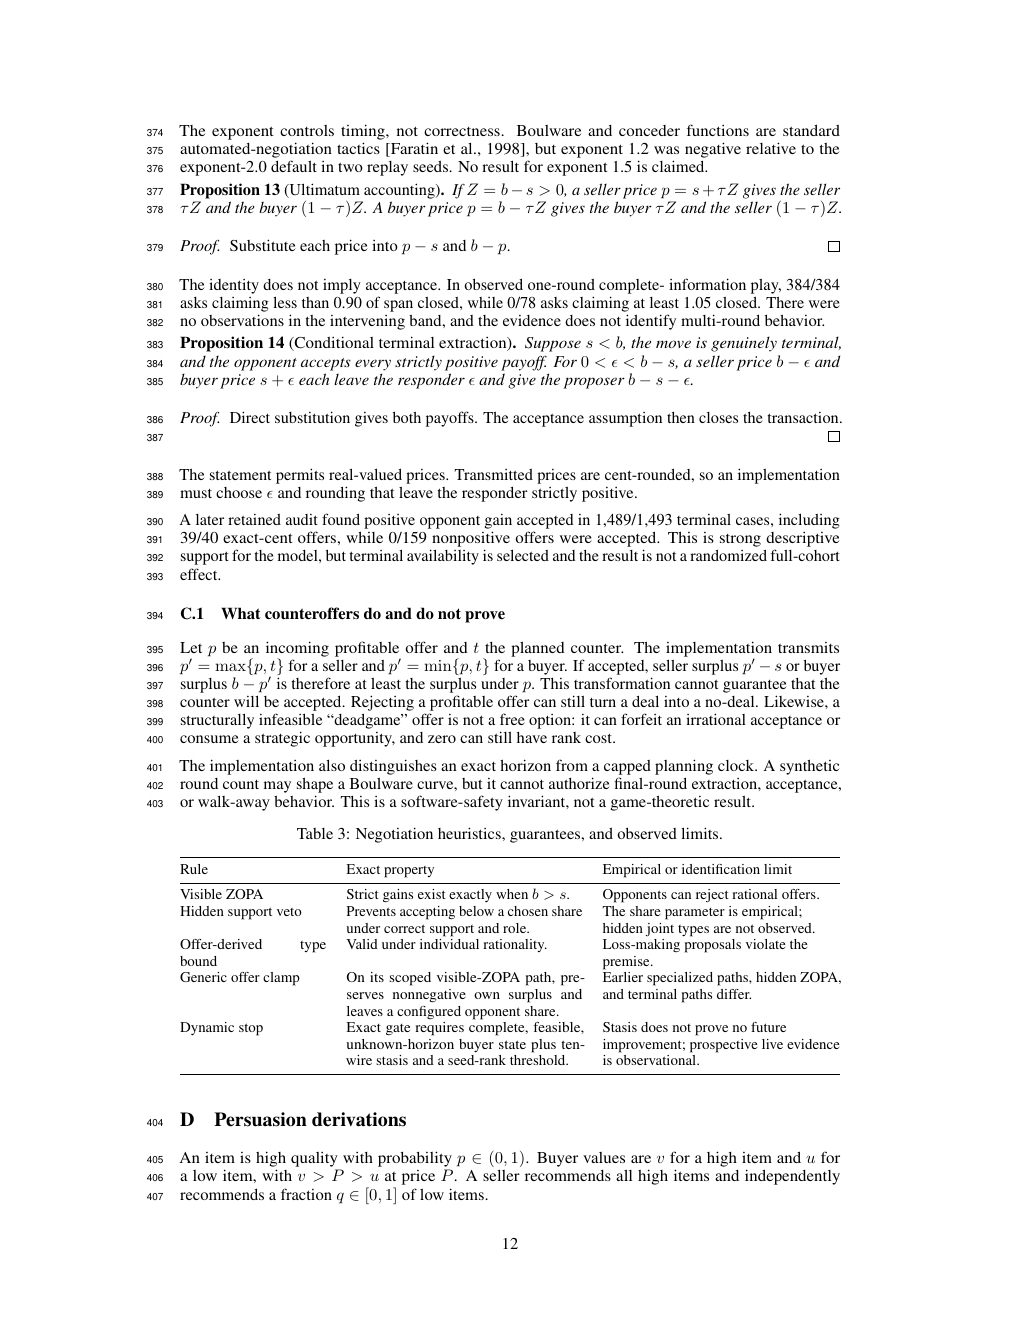 374 The exponent controls timing, not correctness. Boulware and conceder functions are standard
375 automated-negotiation tactics [Faratin et al., 1998], but exponent 1.2 was negative relative to the
376 exponent-2.0 default in two replay seeds. No result for exponent 1.5 is claimed.
377 Proposition 13 (Ultimatum accounting). If Z = b − s > 0, a seller price p = s + τZ gives the seller
378 τZ and the buyer (1 − τ)Z. A buyer price p = b − τZ gives the buyer τZ and the seller (1 − τ)Z.
379 Proof. Substitute each price into p − s and b − p. □
380 The identity does not imply acceptance. In observed one-round complete- information play, 384/384
381 asks claiming less than 0.90 of span closed, while 0/78 asks claiming at least 1.05 closed. There were
382 no observations in the intervening band, and the evidence does not identify multi-round behavior.
383 Proposition 14 (Conditional terminal extraction). Suppose s < b, the move is genuinely terminal,
384 and the opponent accepts every strictly positive payoff. For 0 < ϵ < b − s, a seller price b − ϵ and
385 buyer price s + ϵ each leave the responder ϵ and give the proposer b − s − ϵ.
386 Proof. Direct substitution gives both payoffs. The acceptance assumption then closes the transaction.
387 □
388 The statement permits real-valued prices. Transmitted prices are cent-rounded, so an implementation
389 must choose ϵ and rounding that leave the responder strictly positive.
390 A later retained audit found positive opponent gain accepted in 1,489/1,493 terminal cases, including
391 39/40 exact-cent offers, while 0/159 nonpositive offers were accepted. This is strong descriptive
392 support for the model, but terminal availability is selected and the result is not a randomized full-cohort
393 effect.
394 C.1 What counteroffers do and do not prove
395 Let p be an incoming profitable offer and t the planned counter. The implementation transmits
396 p′ = max{p, t} for a seller and p′ = min{p, t} for a buyer. If accepted, seller surplus p′ − s or buyer
397 surplus b − p′ is therefore at least the surplus under p. This transformation cannot guarantee that the
398 counter will be accepted. Rejecting a profitable offer can still turn a deal into a no-deal. Likewise, a
399 structurally infeasible “deadgame” offer is not a free option: it can forfeit an irrational acceptance or
400 consume a strategic opportunity, and zero can still have rank cost.
401 The implementation also distinguishes an exact horizon from a capped planning clock. A synthetic
402 round count may shape a Boulware curve, but it cannot authorize final-round extraction, acceptance,
403 or walk-away behavior. This is a software-safety invariant, not a game-theoretic result.
Table 3: Negotiation heuristics, guarantees, and observed limits.
Rule Exact property Empirical or identification limit
Visible ZOPA Strict gains exist exactly when b > s. Opponents can reject rational offers.
Hidden support veto Prevents accepting below a chosen share The share parameter is empirical;
under correct support and role. hidden joint types are not observed.
Offer-derived type Valid under individual rationality. Loss-making proposals violate the
bound premise.
Generic offer clamp On its scoped visible-ZOPA path, pre- Earlier specialized paths, hidden ZOPA,
serves nonnegative own surplus and and terminal paths differ.
leaves a configured opponent share.
Dynamic stop Exact gate requires complete, feasible, Stasis does not prove no future
unknown-horizon buyer state plus ten- improvement; prospective live evidence
wire stasis and a seed-rank threshold. is observational.
404 D Persuasion derivations
405 An item is high quality with probability p ∈ (0, 1). Buyer values are v for a high item and u for
406 a low item, with v > P > u at price P. A seller recommends all high items and independently
407 recommends a fraction q ∈ [0, 1] of low items.
12